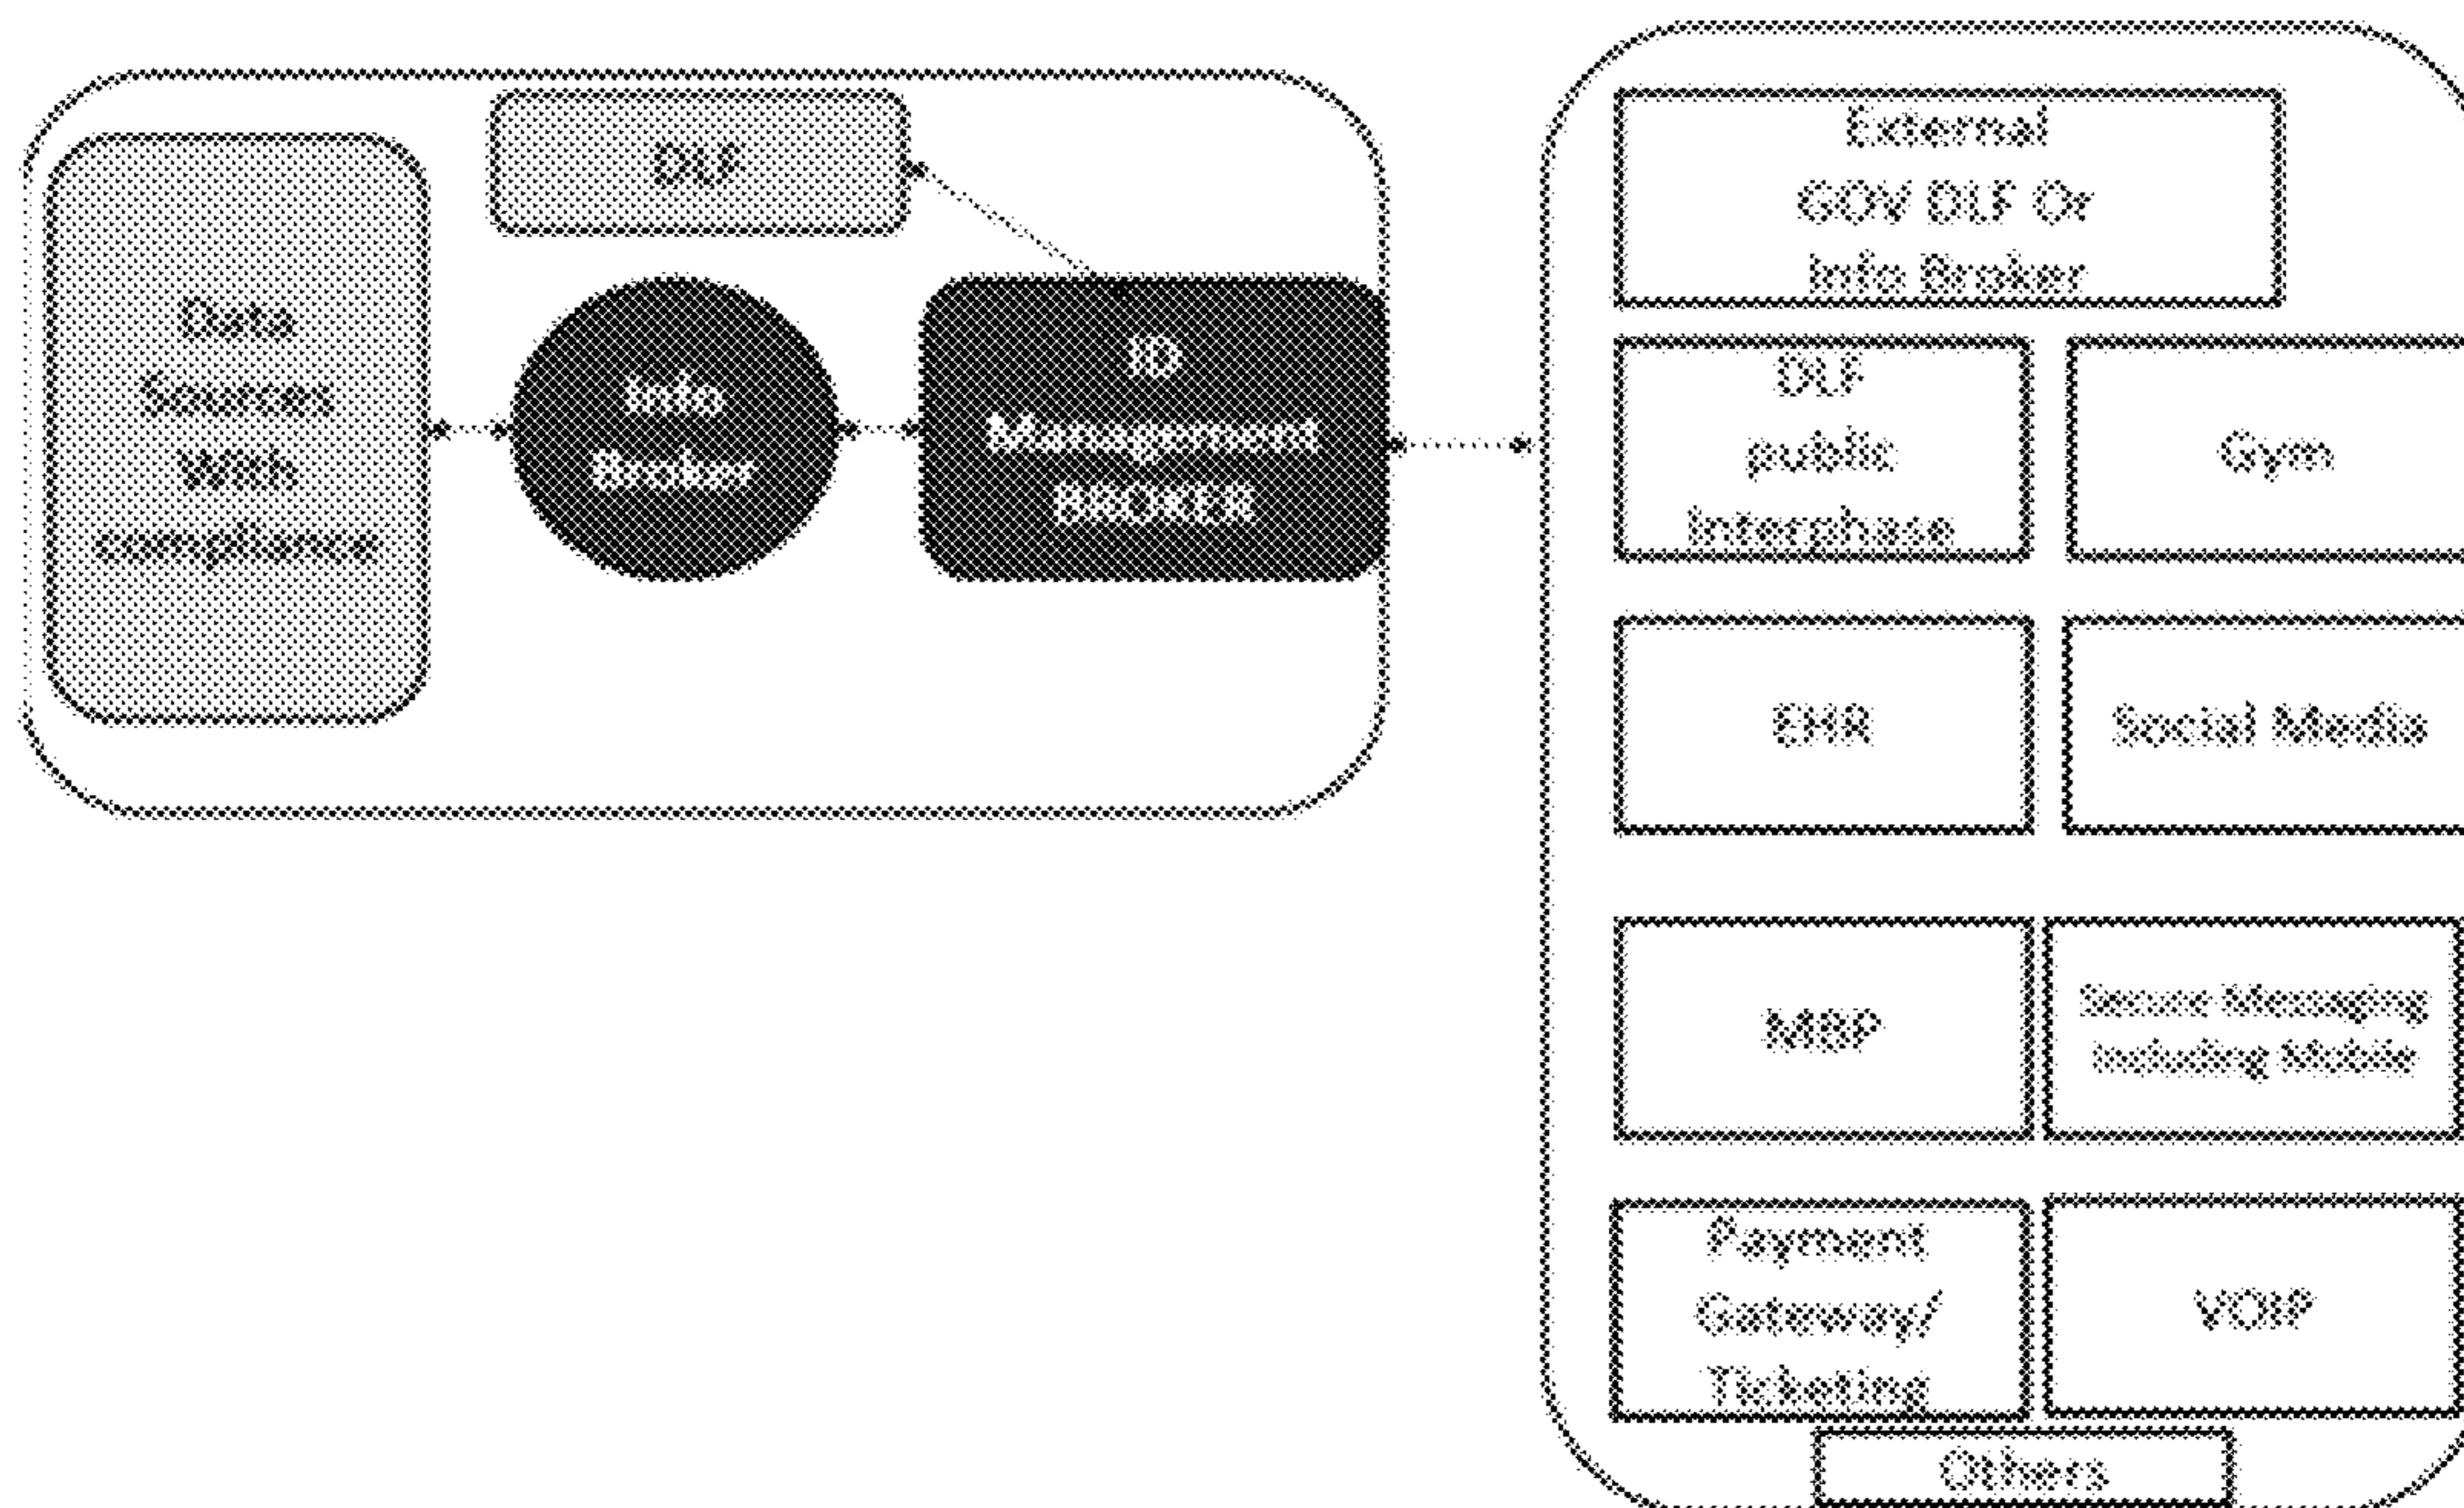 DLF
Data
Sources
With
compliance
Info
Broker
ID
Management
BROKER
External
GOV DLF Or
Info Broker
DLF
public
Interphase
Gym
EHR
Social Media
MBP
Secure Messaging
Including Mobile
Payment
Gateway/
Ticketing
VOIP
Others